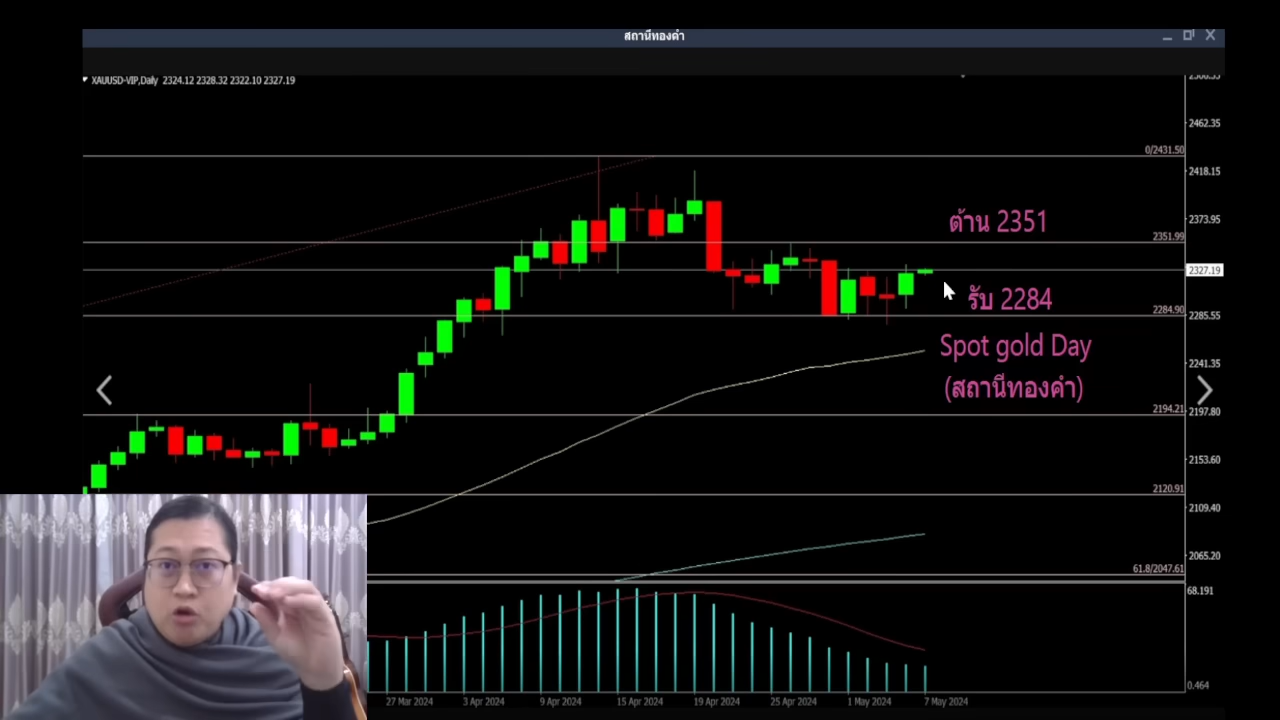 สถานีทองคำ
XAUUSD-VIP,Daily 2324.12 2328.32 2322.10 2327.19
2462.35
0/2431.50
2418.15
ต้าน 2351
2373.95
2351.99
2327.19
รับ 2284
2284.90
2285.55
Spot gold Day
2241.35
(สถานีทองคำ)
2194.21
2197.80
2153.60
2120.91
2109.40
2065.20
61.8/2047.61
68.191
0.464
27 Mar 2024 3 Apr 2024 9 Apr 2024 15 Apr 2024 19 Apr 2024 25 Apr 2024 1 May 2024 7 May 2024